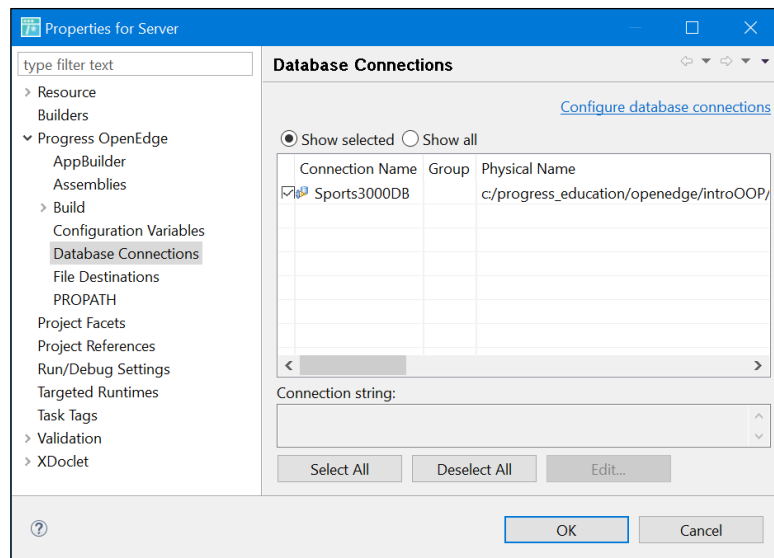 Properties for Server
type filter text
Resource
Builders
Progress OpenEdge
AppBuilder
Assemblies
Build
Configuration Variables
Database Connections
File Destinations
PROPATH
Project Facets
Project References
Run/Debug Settings
Targeted Runtimes
Task Tags
Validation
XDoclet
Database Connections
Configure database connections
Show selected Show all
Connection Name Group Physical Name
Sports3000DB c:/progress_education/openedge/introOOP/
Connection string:
Select All Deselect All Edit...
OK Cancel